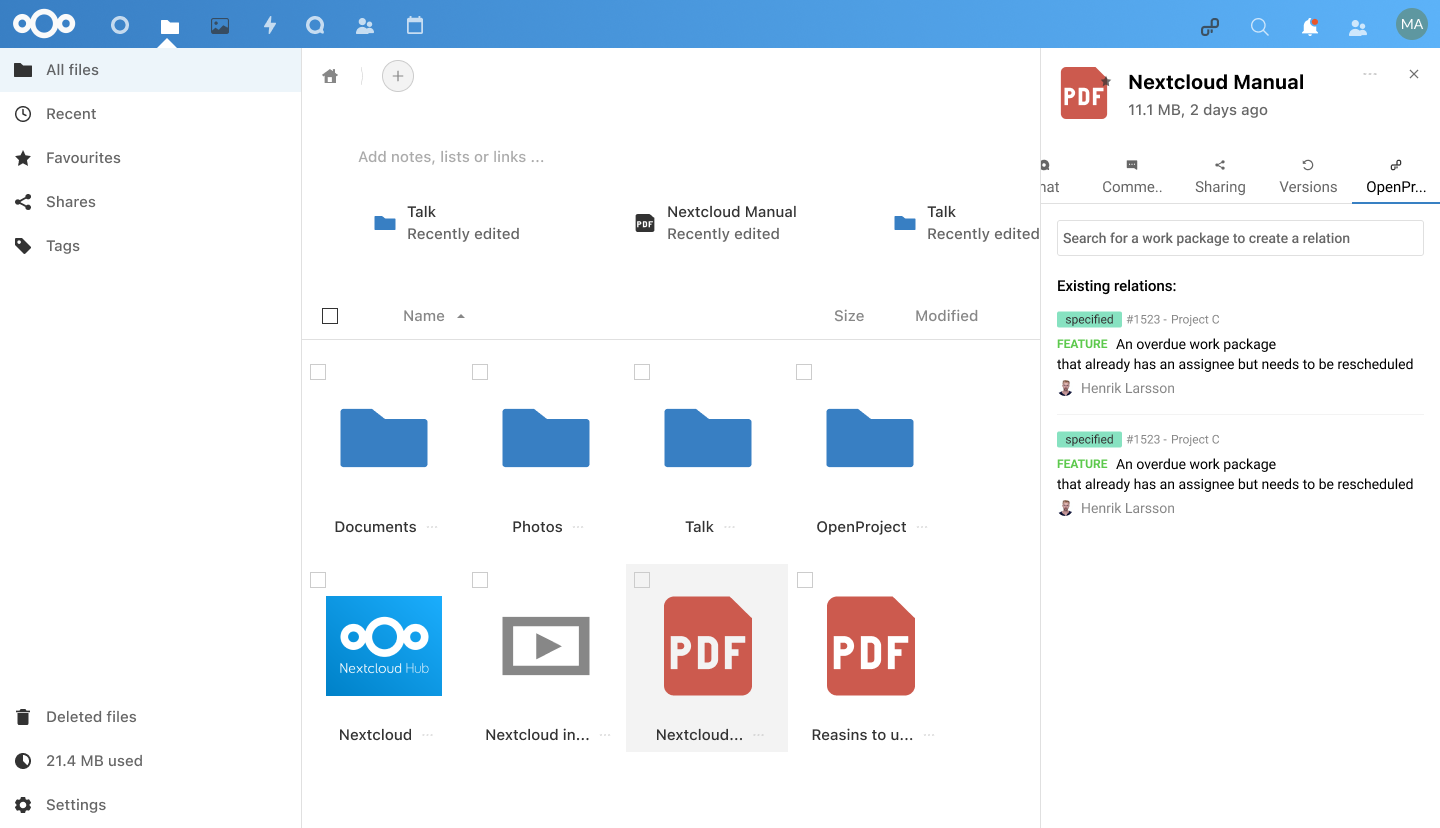 MA
All files
Recent
Favourites
Shares
Tags
Deleted files
21.4 MB used
Settings
Add notes, lists or links ...
Talk
Recently edited
PDF
Nextcloud Manual
Recently edited
Talk
Recently edited
Name
Size
Modified
Documents ...
Photos ...
Talk ...
OpenProject ...
Nextcloud Hub
PDF
PDF
Nextcloud ...
Nextcloud in... ...
Nextcloud... ...
Reasins to u... ...
PDF
Nextcloud Manual
11.1 MB, 2 days ago
hat
Comme..
Sharing
Versions
OpenPr...
Search for a work package to create a relation
Existing relations:
specified #1523 - Project C
FEATURE An overdue work package
that already has an assignee but needs to be rescheduled
Henrik Larsson
specified #1523 - Project C
FEATURE An overdue work package
that already has an assignee but needs to be rescheduled
Henrik Larsson